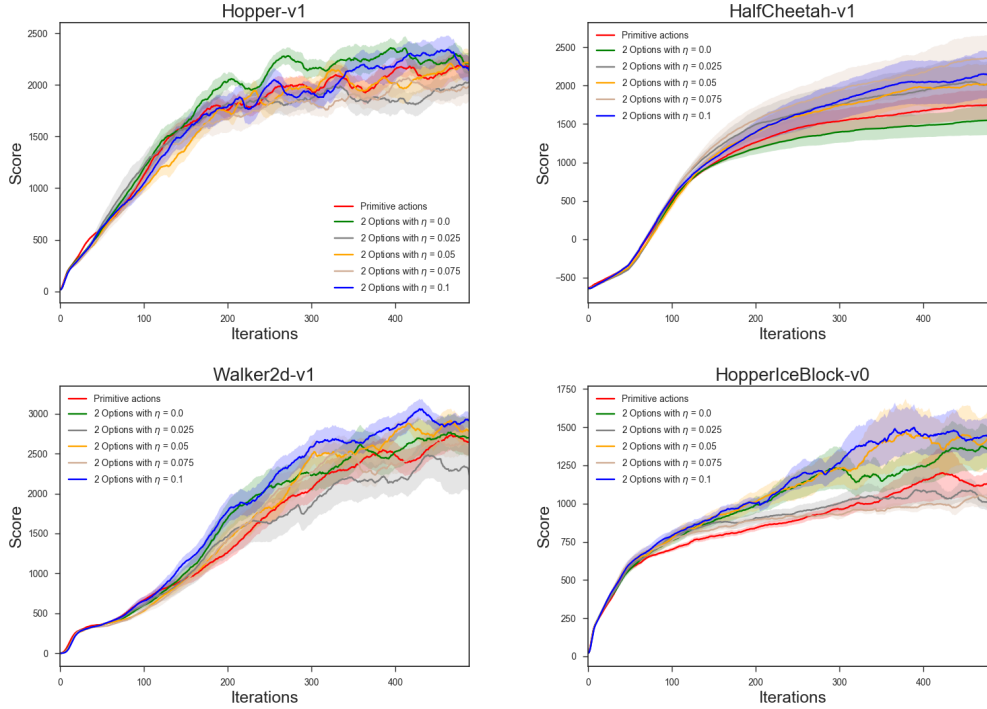 Hopper-v1
2500
2000
1500
1000
500
0
Score
Primitive actions
2 Options with η = 0.0
2 Options with η = 0.025
2 Options with η = 0.05
2 Options with η = 0.075
2 Options with η = 0.1
0 100 200 300 400
Iterations
HalfCheetah-v1
2500
2000
1500
1000
500
0
−500
Score
Primitive actions
2 Options with η = 0.0
2 Options with η = 0.025
2 Options with η = 0.05
2 Options with η = 0.075
2 Options with η = 0.1
0 100 200 300 400
Iterations
Walker2d-v1
3000
2500
2000
1500
1000
500
0
Score
Primitive actions
2 Options with η = 0.0
2 Options with η = 0.025
2 Options with η = 0.05
2 Options with η = 0.075
2 Options with η = 0.1
0 100 200 300 400
Iterations
HopperIceBlock-v0
1750
1500
1250
1000
750
500
250
0
Score
Primitive actions
2 Options with η = 0.0
2 Options with η = 0.025
2 Options with η = 0.05
2 Options with η = 0.075
2 Options with η = 0.1
0 100 200 300 400
Iterations